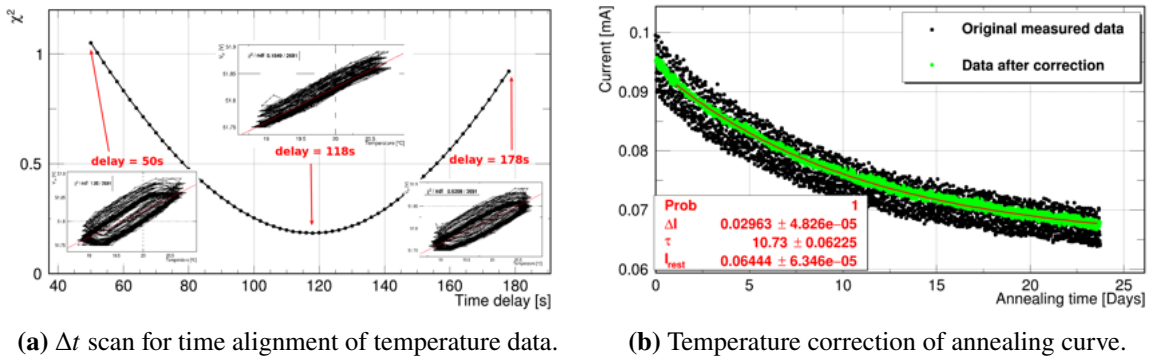 χ²
1
0.5
0
40 60 80 100 120 140 160 180
Time delay [s]
delay = 50s
delay = 118s
delay = 178s
Temperature [°C]
Current [mA]
0.1
0.09
0.08
0.07
0.06
0 5 10 15 20 25
Annealing time [Days]
Original measured data
Data after correction
Prob 1
ΔI 0.02963 ± 4.826e−05
τ 10.73 ± 0.06225
I_rest 0.06444 ± 6.346e−05
(a) Δt scan for time alignment of temperature data.
(b) Temperature correction of annealing curve.